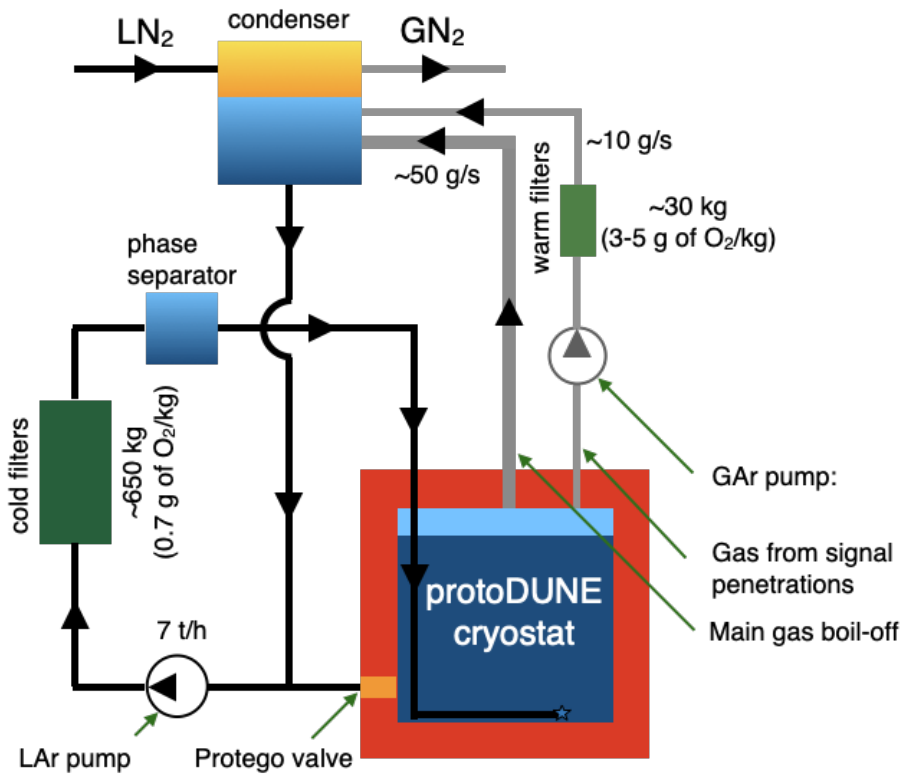 condenser
LN₂
GN₂
~10 g/s
~50 g/s
warm filters
~30 kg
(3-5 g of O₂/kg)
phase
separator
cold filters
~650 kg
(0.7 g of O₂/kg)
GAr pump:
Gas from signal
penetrations
protoDUNE
cryostat
Main gas boil-off
7 t/h
LAr pump
Protego valve